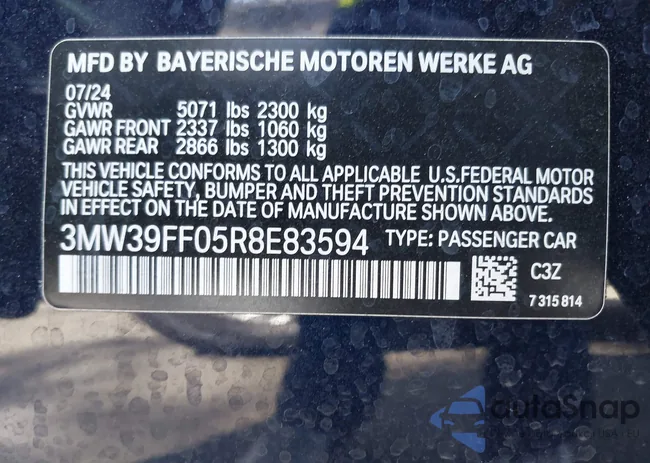 MFD BY BAYERISCHE MOTOREN WERKE AG
07/24
GVWR 5071 lbs 2300 kg
GAWR FRONT 2337 lbs 1060 kg
GAWR REAR 2866 lbs 1300 kg
THIS VEHICLE CONFORMS TO ALL APPLICABLE U.S.FEDERAL MOTOR
VEHICLE SAFETY, BUMPER AND THEFT PREVENTION STANDARDS
IN EFFECT ON THE DATE OF MANUFACTURE SHOWN ABOVE.
3MW39FF05R8E83594 TYPE: PASSENGER CAR
C3Z
7 315 814
autoSnap